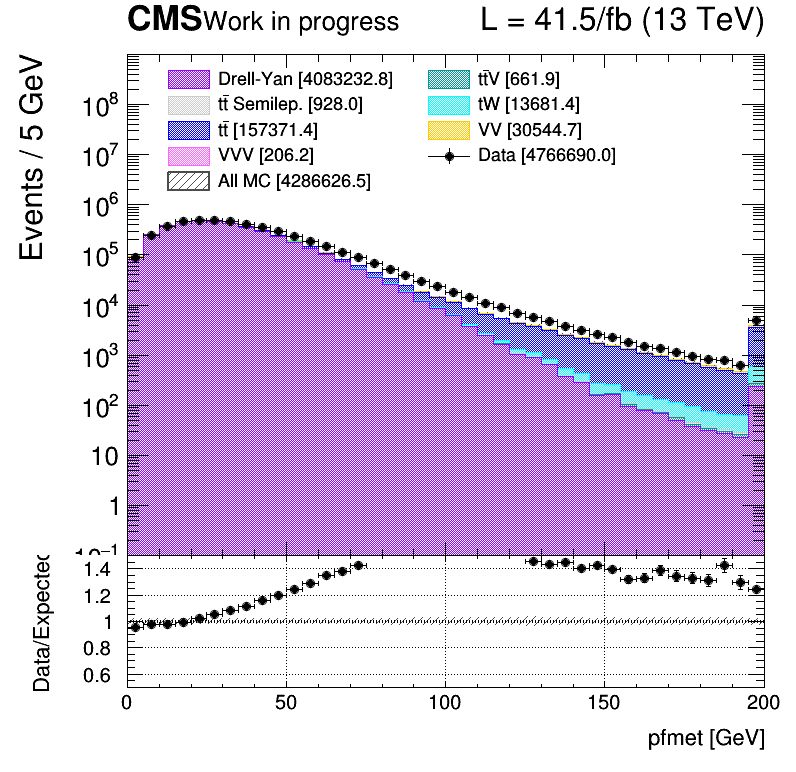 CMS Work in progress L = 41.5/fb (13 TeV)
Events / 5 GeV
Drell-Yan [4083232.8]
tt̄ Semilep. [928.0]
tt̄ [157371.4]
VVV [206.2]
All MC [4286626.5]
tt̄V [661.9]
tW [13681.4]
VV [30544.7]
Data [4766690.0]
10⁸
10⁷
10⁶
10⁵
10⁴
10³
10²
10
1
10⁻¹
Data/Expected
1.4
1.2
1
0.8
0.6
0 50 100 150 200
pfmet [GeV]